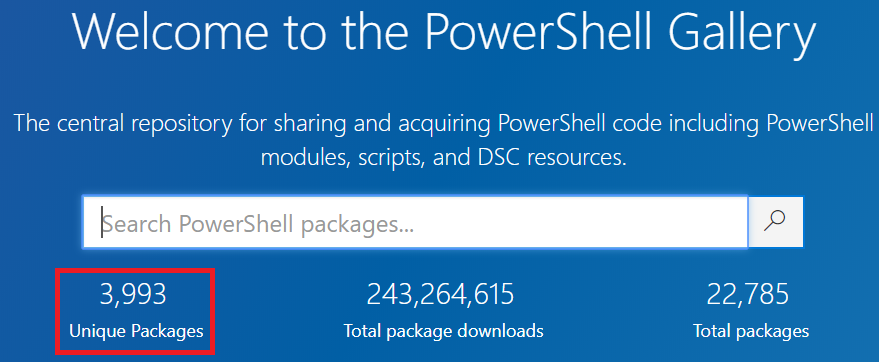 Welcome to the PowerShell Gallery
The central repository for sharing and acquiring PowerShell code including PowerShell
modules, scripts, and DSC resources.
Search PowerShell packages...
3,993
Unique Packages
243,264,615
Total package downloads
22,785
Total packages